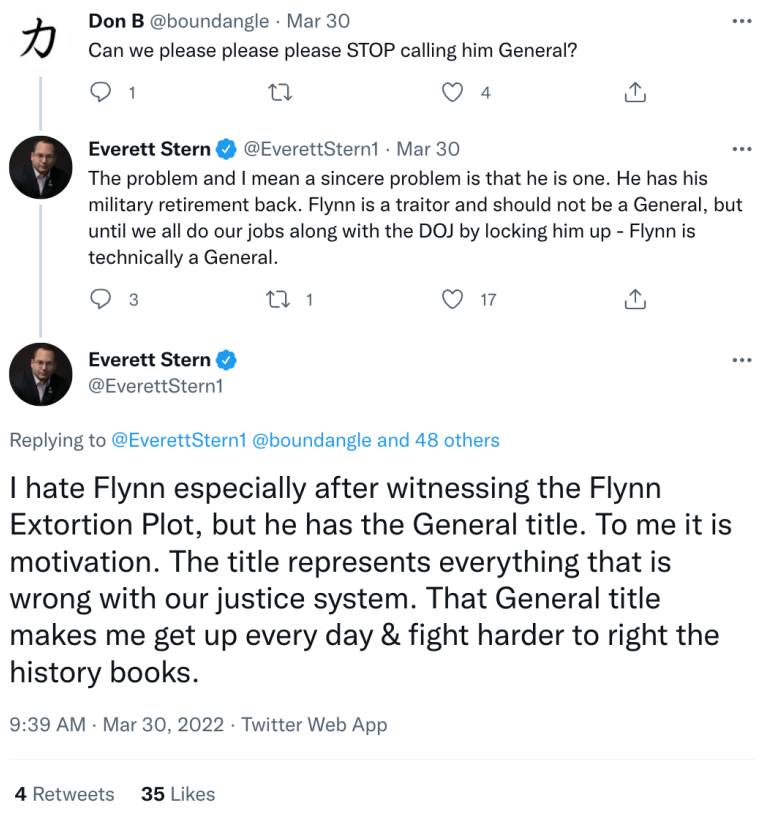 力
Don B @boundangle · Mar 30
Can we please please please STOP calling him General?
1
4
Everett Stern @EverettStern1 · Mar 30
The problem and I mean a sincere problem is that he is one. He has his
military retirement back. Flynn is a traitor and should not be a General, but
until we all do our jobs along with the DOJ by locking him up - Flynn is
technically a General.
3
1
17
Everett Stern
@EverettStern1
Replying to @EverettStern1 @boundangle and 48 others
I hate Flynn especially after witnessing the Flynn
Extortion Plot, but he has the General title. To me it is
motivation. The title represents everything that is
wrong with our justice system. That General title
makes me get up every day & fight harder to right the
history books.
9:39 AM · Mar 30, 2022 · Twitter Web App
4 Retweets 35 Likes